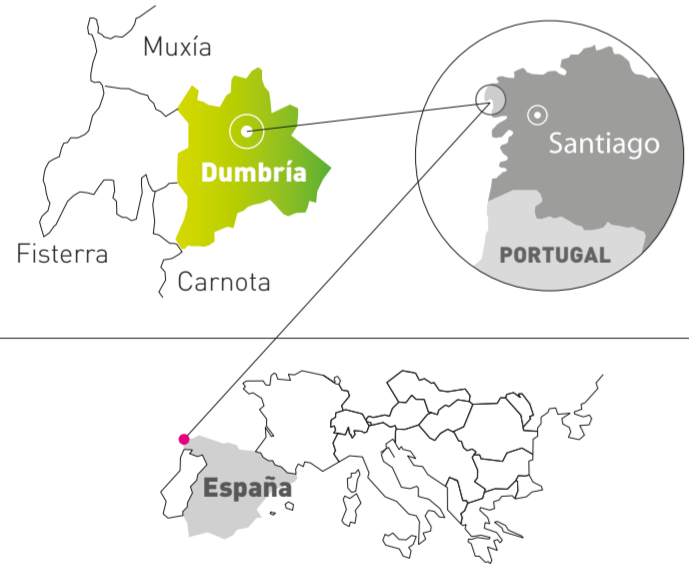 Muxía
Dumbría
Fisterra
Carnota
Santiago
PORTUGAL
España